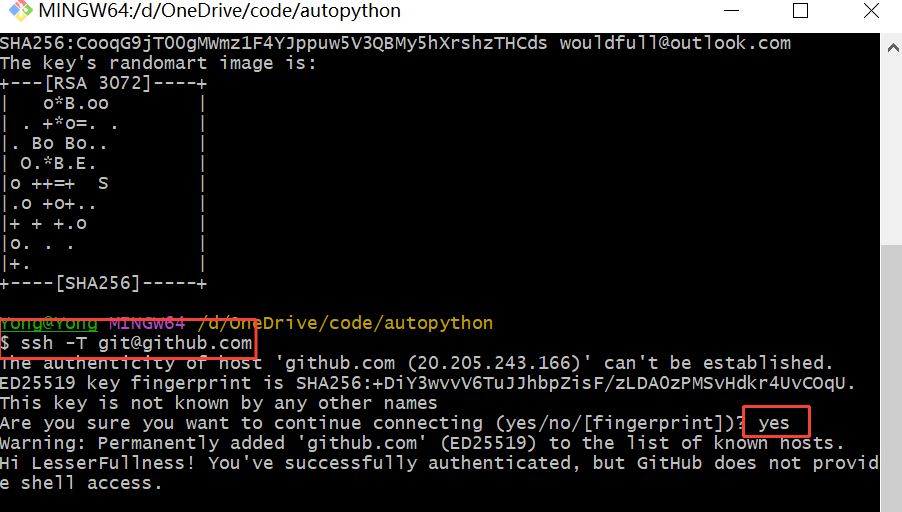 MINGW64:/d/OneDrive/code/autopython
SHA256:CooqG9jTOOgMWmz1F4YJppuw5V3QBMy5hXrshzTHCds wouldfull@outlook.com
The key's randomart image is:
+---[RSA 3072]----+
|    o*B.oo       |
| . +*o=. .       |
|. Bo Bo..        |
| O.*B.E.         |
|o ++=+  S        |
|.o +o+..         |
|+ + +.o          |
|o. . .           |
|+.               |
+----[SHA256]-----+
Yong@Yong MINGW64 /d/OneDrive/code/autopython
$ ssh -T git@github.com
The authenticity of host 'github.com (20.205.243.166)' can't be established.
ED25519 key fingerprint is SHA256:+DiY3wvvV6TuJJhbpZisF/zLDA0zPMSvHdkr4UvCOqU.
This key is not known by any other names
Are you sure you want to continue connecting (yes/no/[fingerprint])? yes
Warning: Permanently added 'github.com' (ED25519) to the list of known hosts.
Hi LesserFullness! You've successfully authenticated, but GitHub does not provid
e shell access.